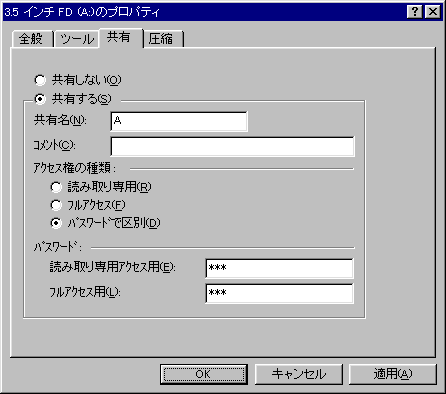 3.5 インチ FD (A:)のプロパティ
全般 ツール 共有 圧縮
共有しない(O)
共有する(S)
共有名(N): A
ｺﾒﾝﾄ(C):
ｱｸｾｽ権の種類:
読み取り専用(R)
ﾌﾙｱｸｾｽ(F)
ﾊﾟｽﾜｰﾄﾞで区別(D)
ﾊﾟｽﾜｰﾄﾞ:
読み取り専用アクセス用(E): ***
フルアクセス用(L): ***
OK キャンセル 適用(A)